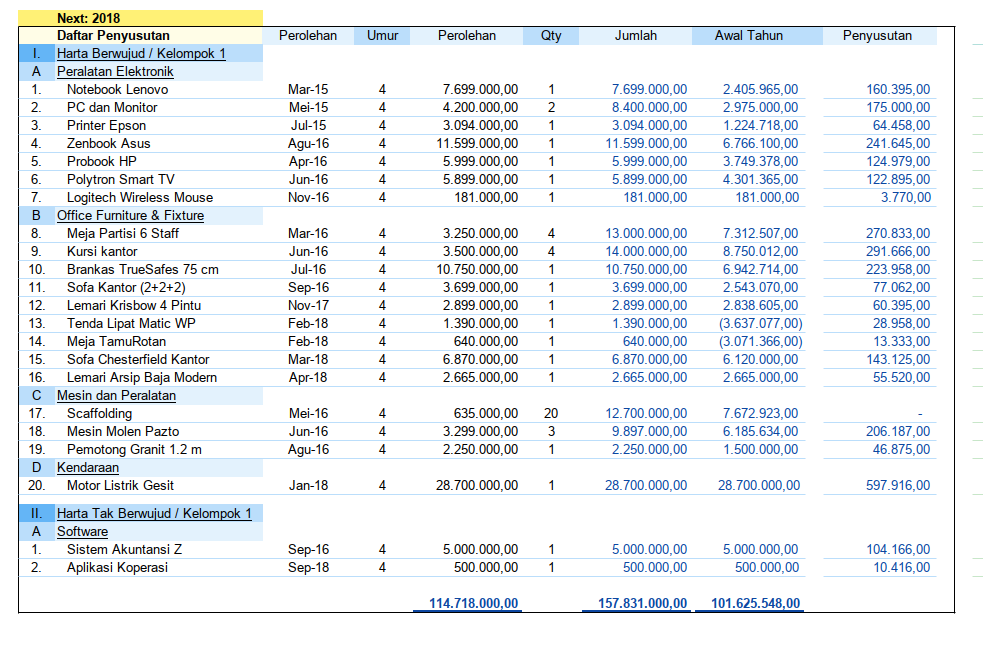 Next: 2018
Daftar Penyusutan Perolehan Umur Perolehan Qty Jumlah Awal Tahun Penyusutan
I. Harta Berwujud / Kelompok 1
A Peralatan Elektronik
1. Notebook Lenovo Mar-15 4 7.699.000,00 1 7.699.000,00 2.405.965,00 160.395,00
2. PC dan Monitor Mei-15 4 4.200.000,00 2 8.400.000,00 2.975.000,00 175.000,00
3. Printer Epson Jul-15 4 3.094.000,00 1 3.094.000,00 1.224.718,00 64.458,00
4. Zenbook Asus Agu-16 4 11.599.000,00 1 11.599.000,00 6.766.100,00 241.645,00
5. Probook HP Apr-16 4 5.999.000,00 1 5.999.000,00 3.749.378,00 124.979,00
6. Polytron Smart TV Jun-16 4 5.899.000,00 1 5.899.000,00 4.301.365,00 122.895,00
7. Logitech Wireless Mouse Nov-16 4 181.000,00 1 181.000,00 181.000,00 3.770,00
B Office Furniture & Fixture
8. Meja Partisi 6 Staff Mar-16 4 3.250.000,00 4 13.000.000,00 7.312.507,00 270.833,00
9. Kursi kantor Jun-16 4 3.500.000,00 4 14.000.000,00 8.750.012,00 291.666,00
10. Brankas TrueSafes 75 cm Jul-16 4 10.750.000,00 1 10.750.000,00 6.942.714,00 223.958,00
11. Sofa Kantor (2+2+2) Sep-16 4 3.699.000,00 1 3.699.000,00 2.543.070,00 77.062,00
12. Lemari Krisbow 4 Pintu Nov-17 4 2.899.000,00 1 2.899.000,00 2.838.605,00 60.395,00
13. Tenda Lipat Matic WP Feb-18 4 1.390.000,00 1 1.390.000,00 (3.637.077,00) 28.958,00
14. Meja TamuRotan Feb-18 4 640.000,00 1 640.000,00 (3.071.366,00) 13.333,00
15. Sofa Chesterfield Kantor Mar-18 4 6.870.000,00 1 6.870.000,00 6.120.000,00 143.125,00
16. Lemari Arsip Baja Modern Apr-18 4 2.665.000,00 1 2.665.000,00 2.665.000,00 55.520,00
C Mesin dan Peralatan
17. Scaffolding Mei-16 4 635.000,00 20 12.700.000,00 7.672.923,00 -
18. Mesin Molen Pazto Jun-16 4 3.299.000,00 3 9.897.000,00 6.185.634,00 206.187,00
19. Pemotong Granit 1.2 m Agu-16 4 2.250.000,00 1 2.250.000,00 1.500.000,00 46.875,00
D Kendaraan
20. Motor Listrik Gesit Jan-18 4 28.700.000,00 1 28.700.000,00 28.700.000,00 597.916,00
II. Harta Tak Berwujud / Kelompok 1
A Software
1. Sistem Akuntansi Z Sep-16 4 5.000.000,00 1 5.000.000,00 5.000.000,00 104.166,00
2. Aplikasi Koperasi Sep-18 4 500.000,00 1 500.000,00 500.000,00 10.416,00
114.718.000,00 157.831.000,00 101.625.548,00